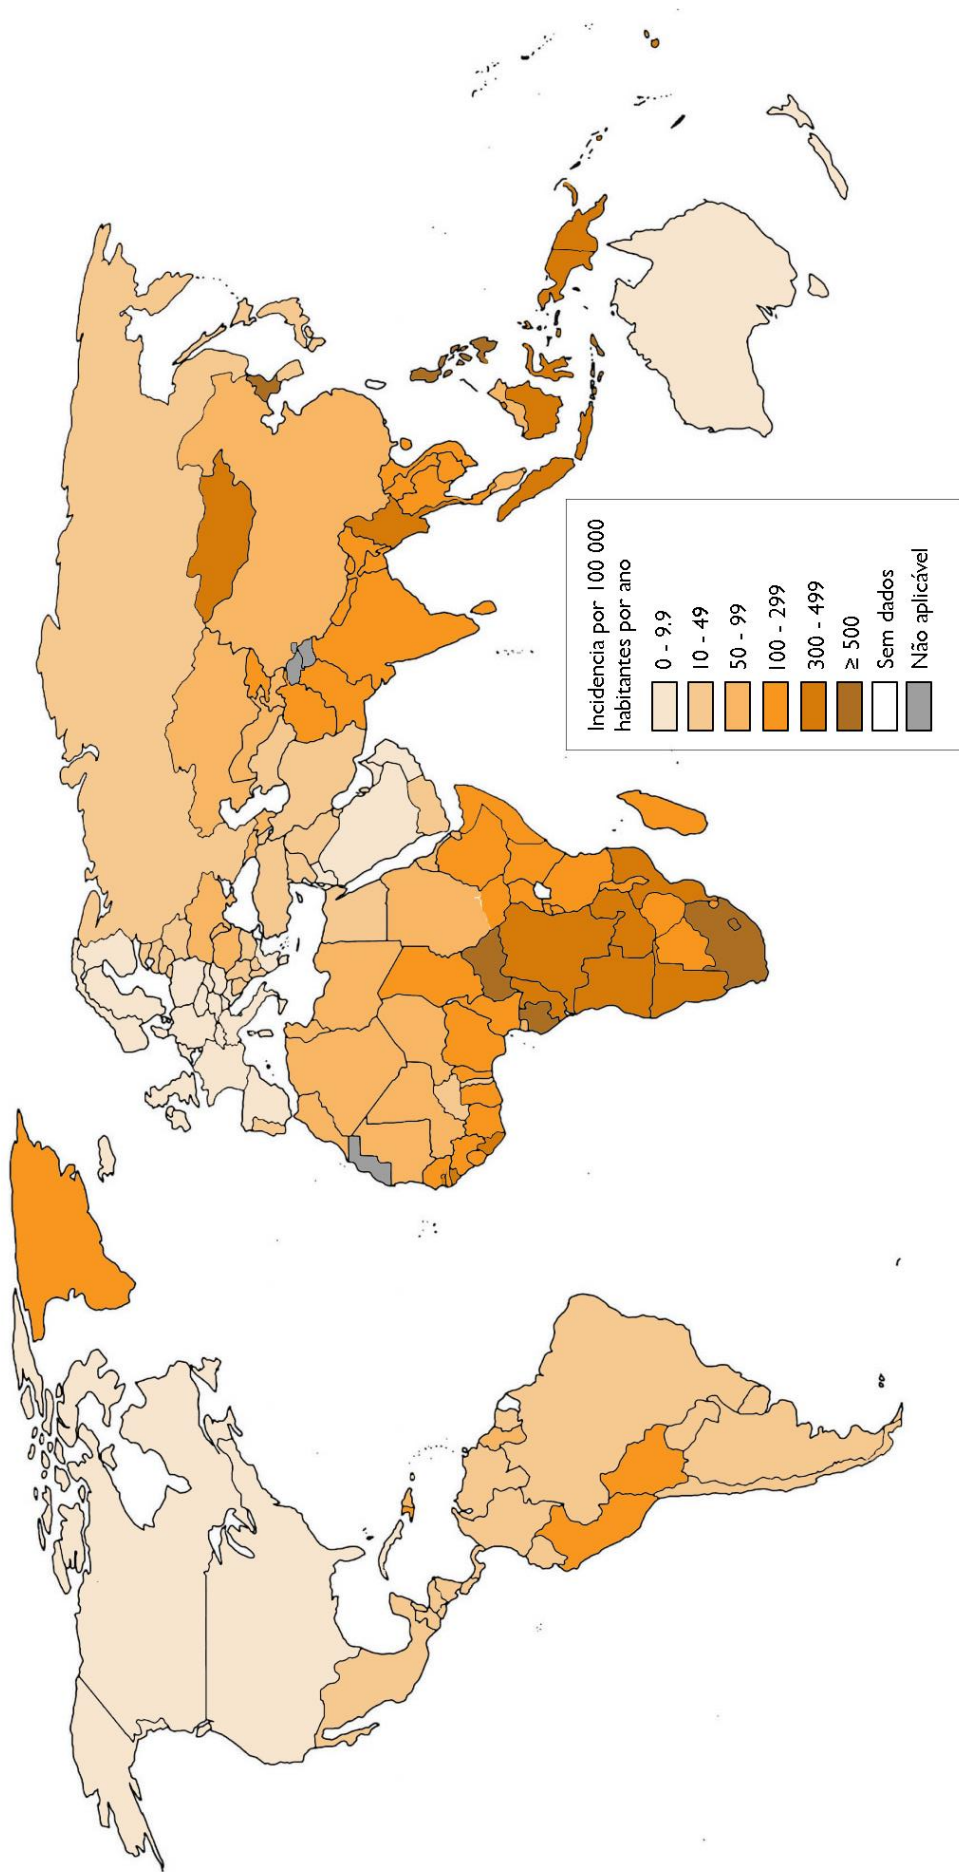 Incidencia por 100 000
habitantes por ano
0 - 9.9
10 - 49
50 - 99
100 - 299
300 - 499
≥ 500
Sem dados
Não aplicável